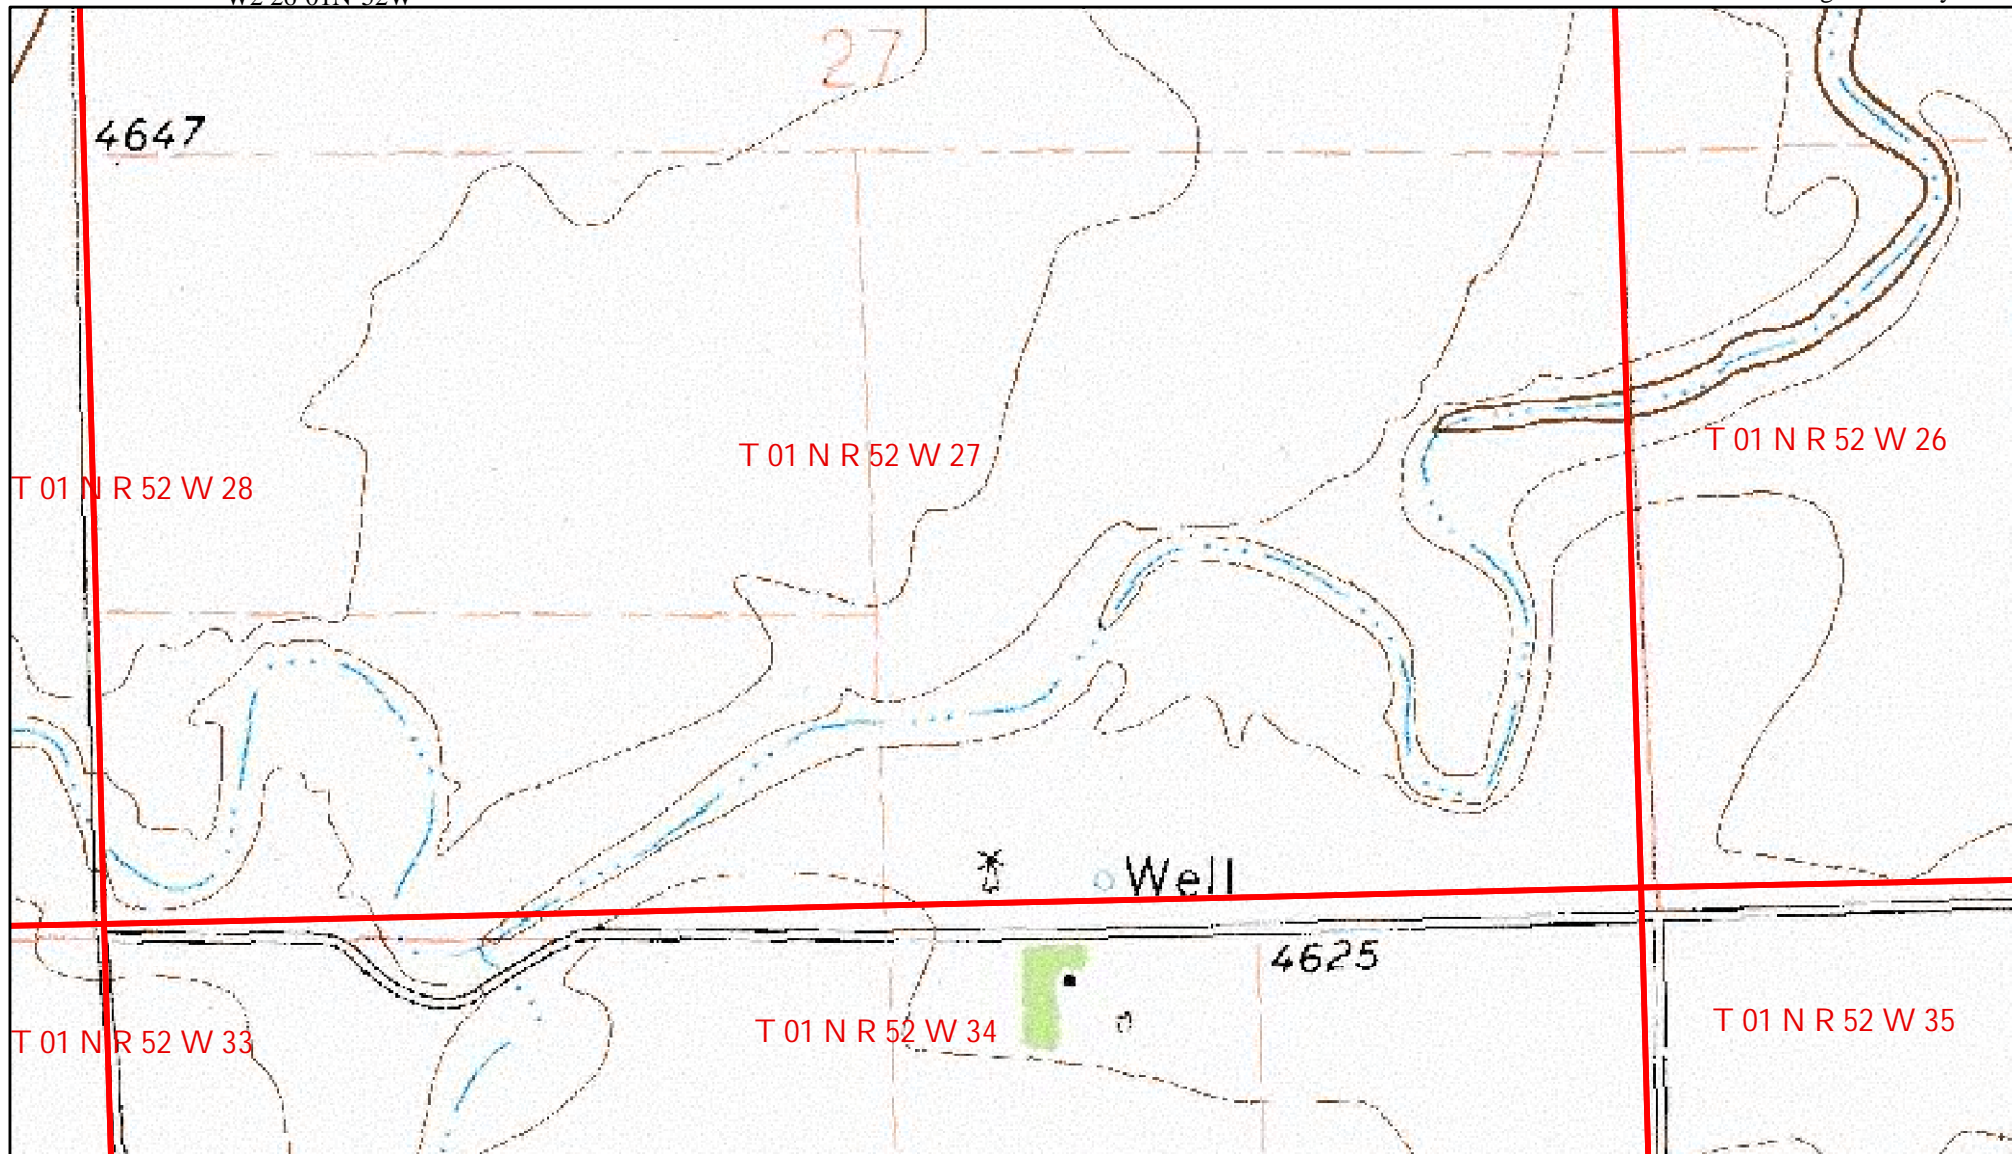 27
4647
T 01 N R 52 W 26
T 01 N R 52 W 27
T 01 N R 52 W 28
Well
4625
T 01 N R 52 W 35
T 01 N R 52 W 34
T 01 N R 52 W 33